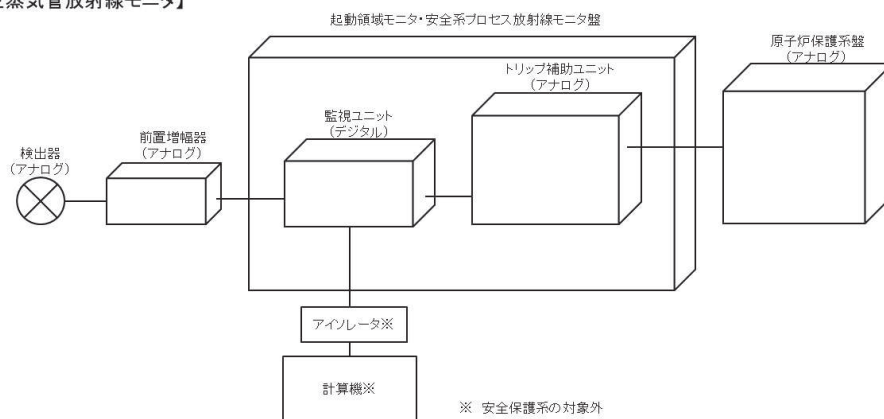 蒸気管放射線モニタ】
起動領域モニタ・安全系プロセス放射線モニタ盤
原子炉保護系盤
(アナログ)
トリップ補助ユニット
(アナログ)
監視ユニット
(デジタル)
前置増幅器
(アナログ)
検出器
(アナログ)
アイソレータ※
計算機※
※ 安全保護系の対象外